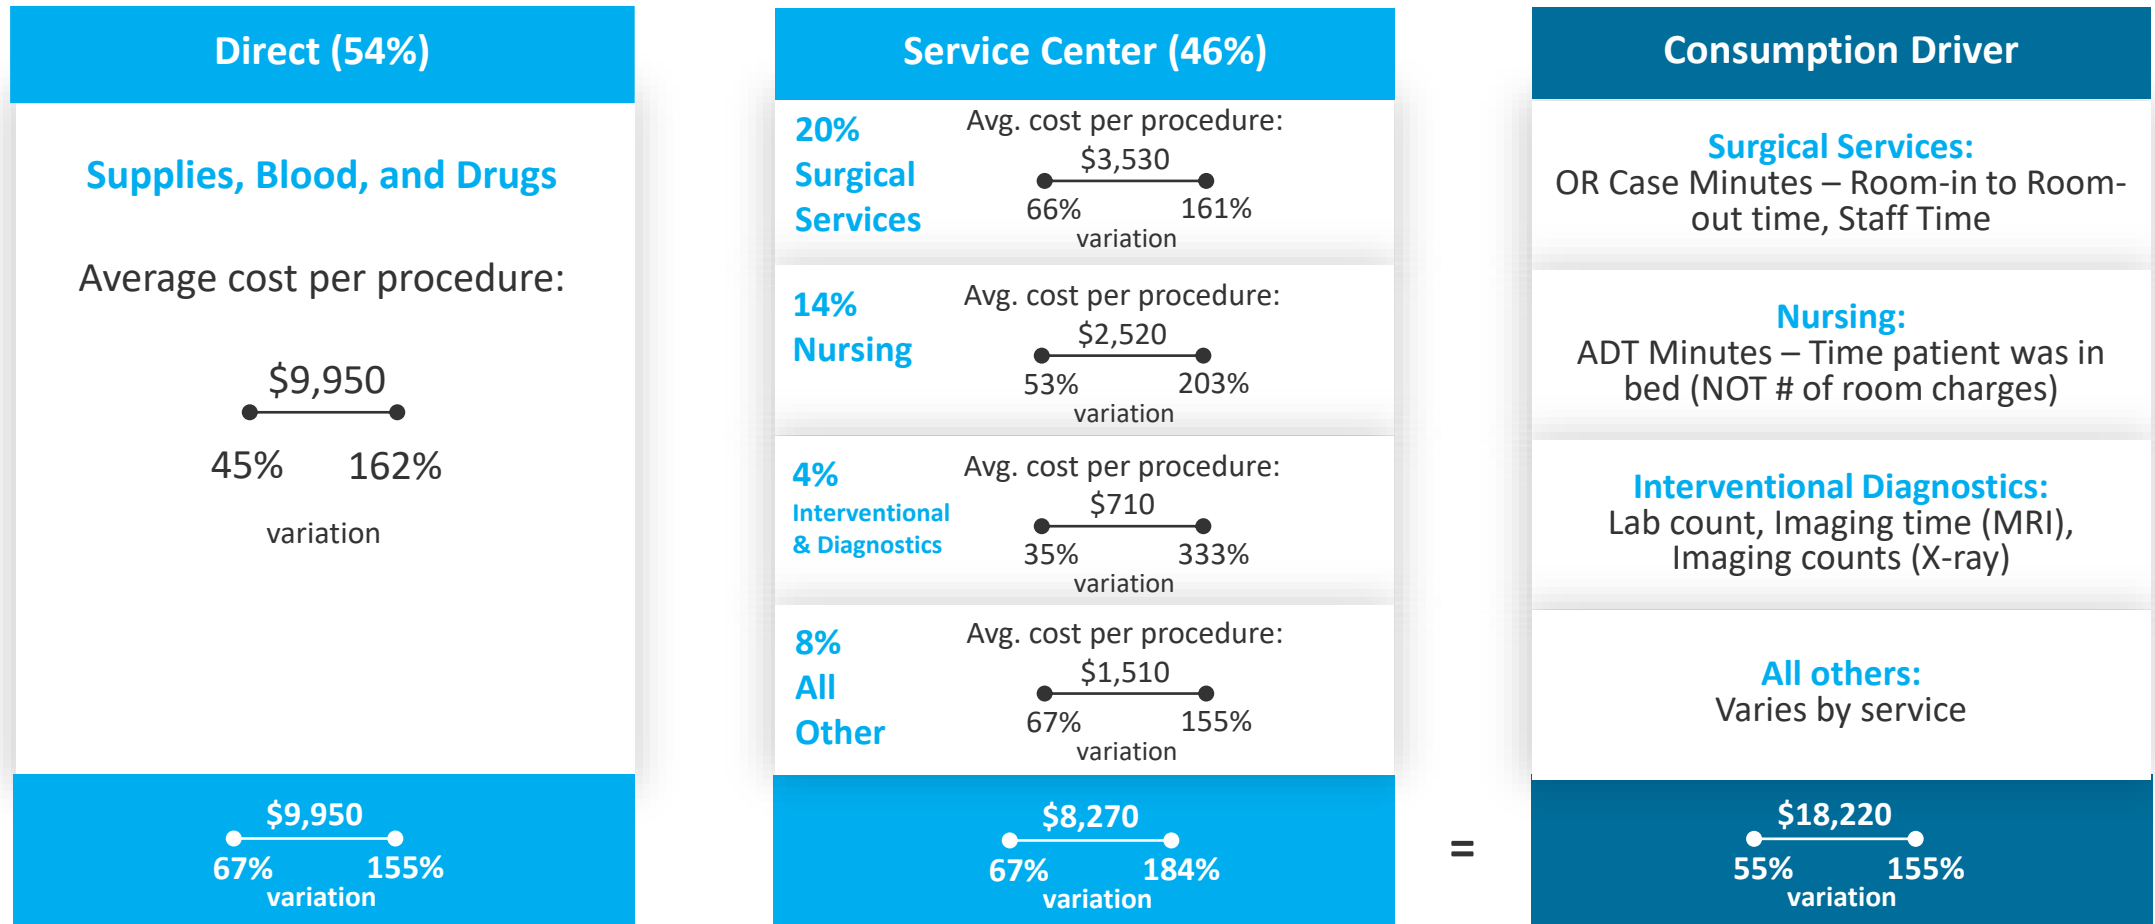 Direct (54%)
Supplies, Blood, and Drugs
Average cost per procedure:
$9,950
45% 162%
variation
$9,950
67% 155%
variation
Service Center (46%)
20%
Surgical
Services
Avg. cost per procedure:
$3,530
66% 161%
variation
14%
Nursing
Avg. cost per procedure:
$2,520
53% 203%
variation
4%
Interventional
& Diagnostics
Avg. cost per procedure:
$710
35% 333%
variation
8%
All
Other
Avg. cost per procedure:
$1,510
67% 155%
variation
$8,270
67% 184%
variation
=
Consumption Driver
Surgical Services:
OR Case Minutes – Room-in to Room-
out time, Staff Time
Nursing:
ADT Minutes – Time patient was in
bed (NOT # of room charges)
Interventional Diagnostics:
Lab count, Imaging time (MRI),
Imaging counts (X-ray)
All others:
Varies by service
$18,220
55% 155%
variation